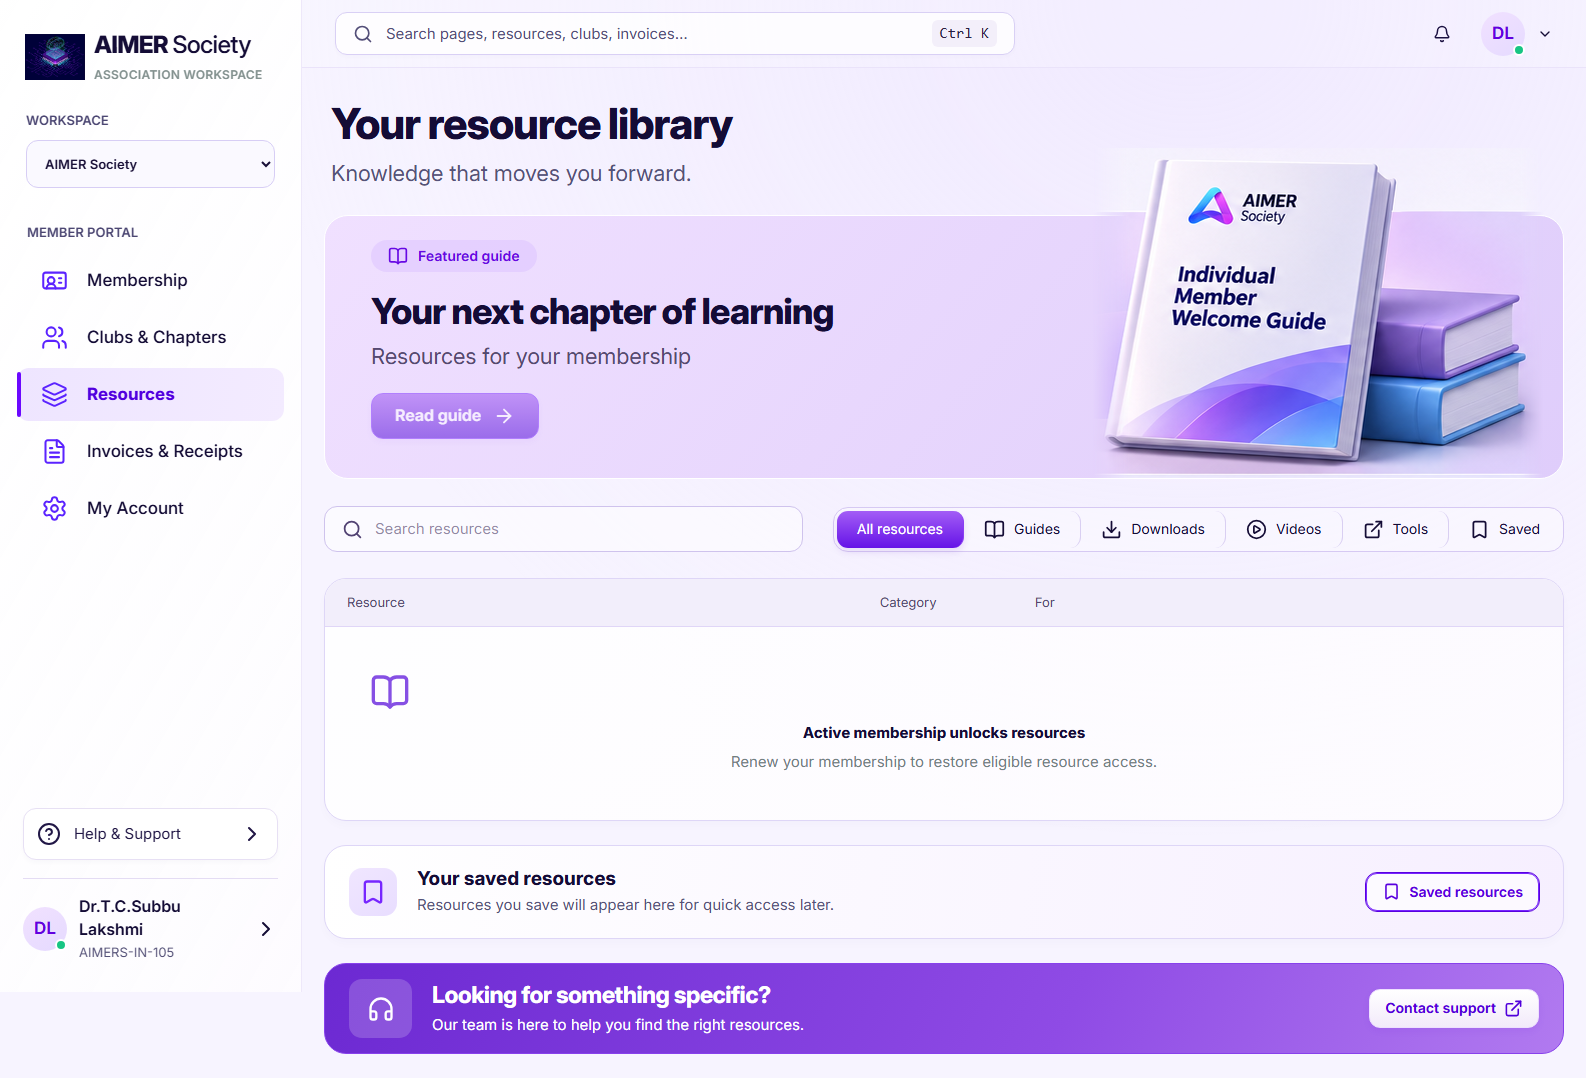 AIMER Society
ASSOCIATION WORKSPACE
WORKSPACE
AIMER Society
MEMBER PORTAL
Membership
Clubs & Chapters
Resources
Invoices & Receipts
My Account
Help & Support
DL
Dr.T.C.Subbu
Lakshmi
AIMERS-IN-105
Search pages, resources, clubs, invoices...
Ctrl K
DL
Your resource library
Knowledge that moves you forward.
Featured guide
Your next chapter of learning
Resources for your membership
Read guide
AIMER
Society
Individual
Member
Welcome Guide
Search resources
All resources
Guides
Downloads
Videos
Tools
Saved
Resource
Category
For
Active membership unlocks resources
Renew your membership to restore eligible resource access.
Your saved resources
Resources you save will appear here for quick access later.
Saved resources
Looking for something specific?
Our team is here to help you find the right resources.
Contact support